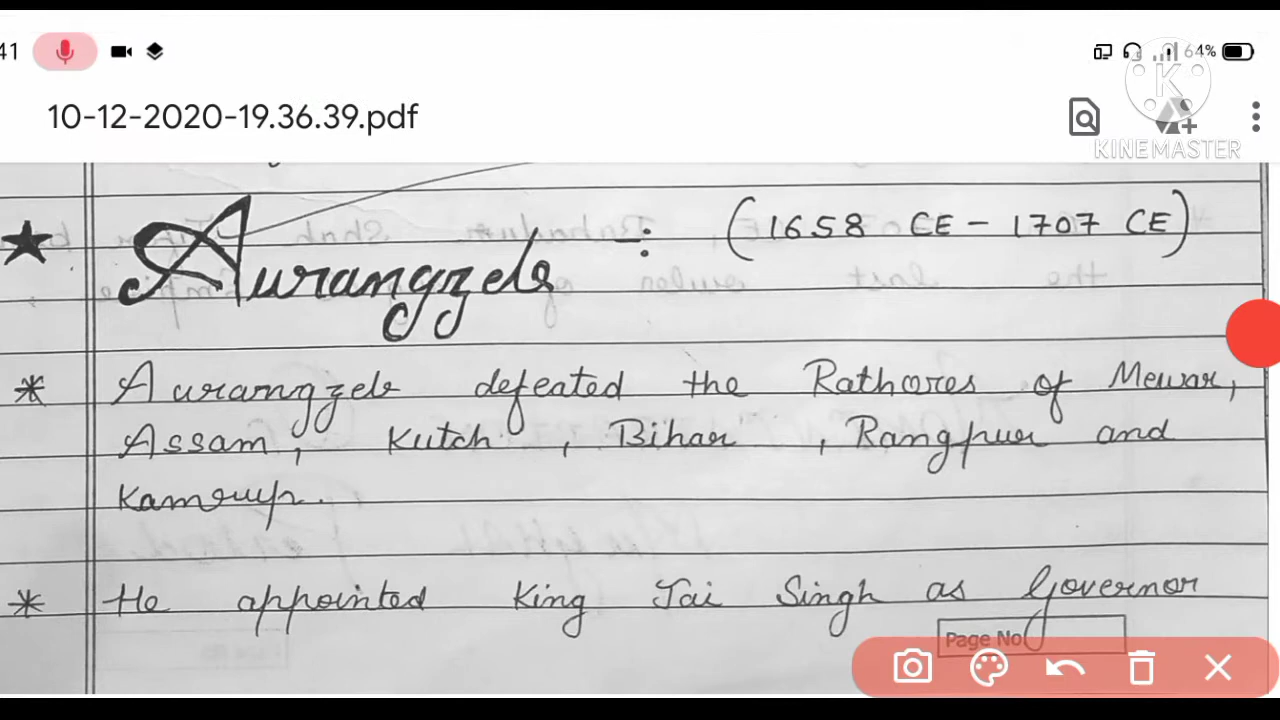 41
64%
10-12-2020-19.36.39.pdf
KINEMASTER
Aurangzeb -: (1658 CE - 1707 CE)
* Aurangzeb defeated the Rathores of Mewar,
Assam, Kutch, Bihar, Rangpur and
Kamrup.
* He appointed King Jai Singh as Governor
Page No